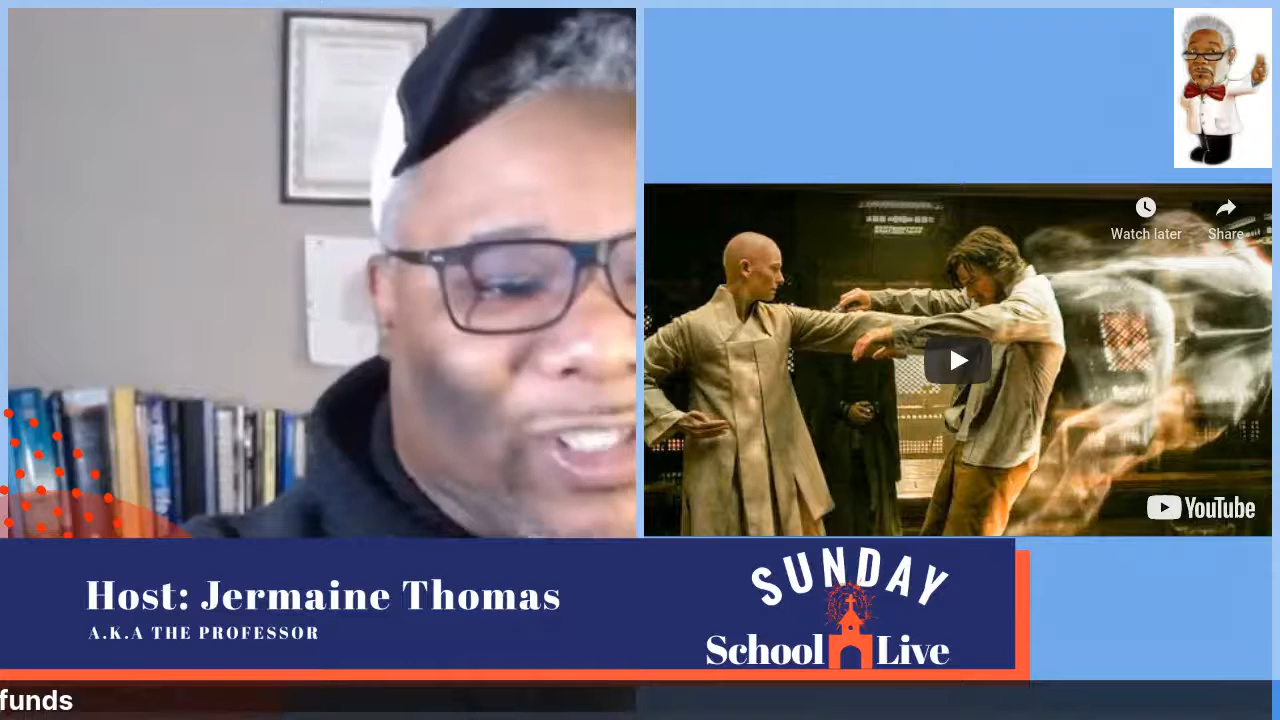 Watch later
Share
YouTube
Host: Jermaine Thomas
A.K.A THE PROFESSOR
SUNDAY
School Live
funds